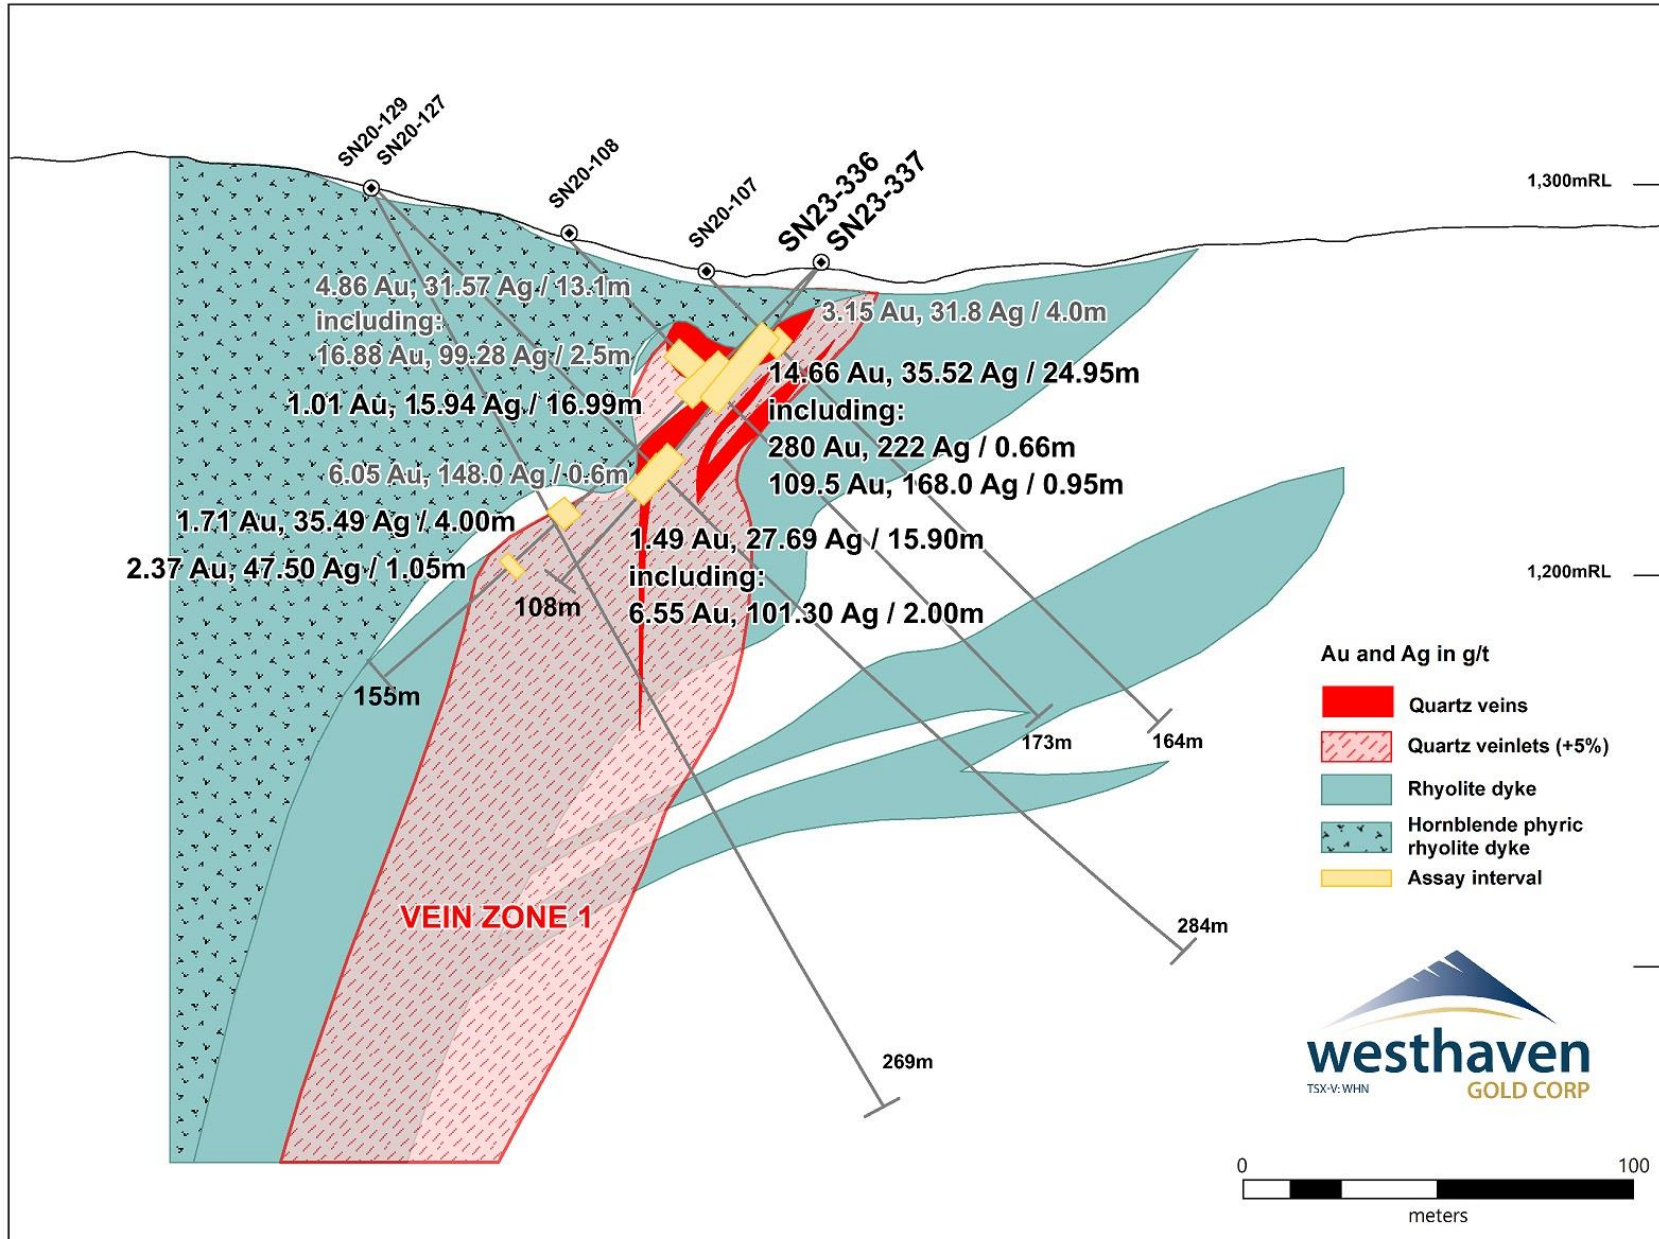 SN20-129
SN20-127
SN20-108
SN20-107
SN23-336
SN23-337
1,300mRL
4.86 Au, 31.57 Ag / 13.1m
including:
16.88 Au, 99.28 Ag / 2.5m
3.15 Au, 31.8 Ag / 4.0m
1.01 Au, 15.94 Ag / 16.99m
14.66 Au, 35.52 Ag / 24.95m
including:
280 Au, 222 Ag / 0.66m
109.5 Au, 168.0 Ag / 0.95m
6.05 Au, 148.0 Ag / 0.6m
1.71 Au, 35.49 Ag / 4.00m
2.37 Au, 47.50 Ag / 1.05m
1.49 Au, 27.69 Ag / 15.90m
including:
6.55 Au, 101.30 Ag / 2.00m
1,200mRL
108m
155m
173m
164m
284m
269m
VEIN ZONE 1
Au and Ag in g/t
Quartz veins
Quartz veinlets (+5%)
Rhyolite dyke
Hornblende phyric
rhyolite dyke
Assay interval
westhaven
TSX-V: WHN
GOLD CORP
0
100
meters